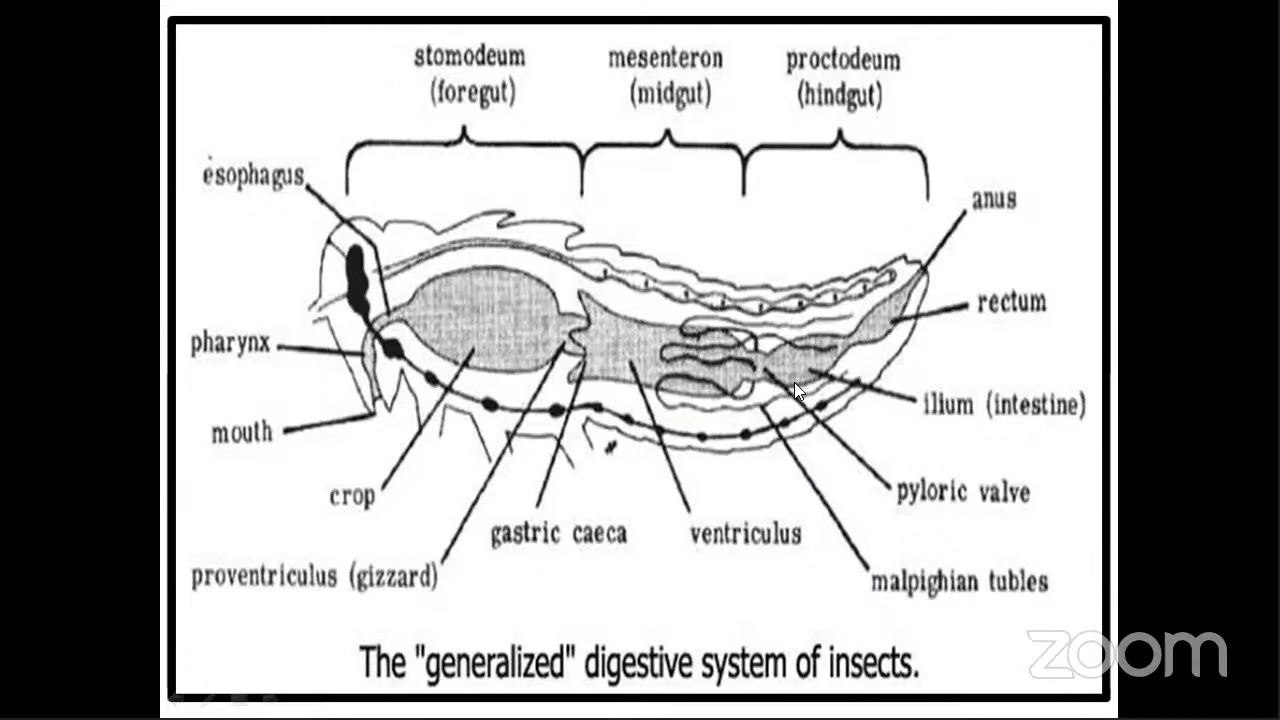 stomodeum
(foregut)
mesenteron
(midgut)
proctodeum
(hindgut)
esophagus
anus
rectum
pharynx
ilium (intestine)
mouth
crop
pyloric valve
gastric caeca
ventriculus
proventriculus (gizzard)
malpighian tubles
The "generalized" digestive system of insects.
zoom